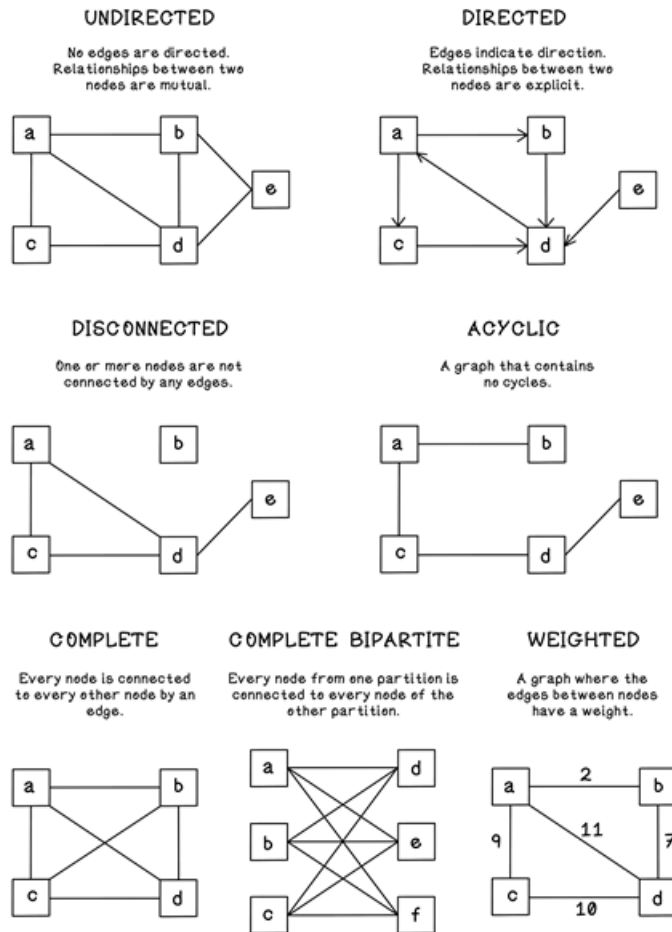 UNDIRECTED
No edges are directed.
Relationships between two
nodes are mutual.
a
b
e
c
d
DIRECTED
Edges indicate direction.
Relationships between two
nodes are explicit.
a
b
e
c
d
DISCONNECTED
One or more nodes are not
connected by any edges.
a
b
e
c
d
ACYCLIC
A graph that contains
no cycles.
a
b
e
c
d
COMPLETE
Every node is connected
to every other node by an
edge.
a
b
c
d
COMPLETE BIPARTITE
Every node from one partition is
connected to every node of the
other partition.
a
d
b
e
c
f
WEIGHTED
A graph where the
edges between nodes
have a weight.
a
2
b
9
11
7
c
10
d